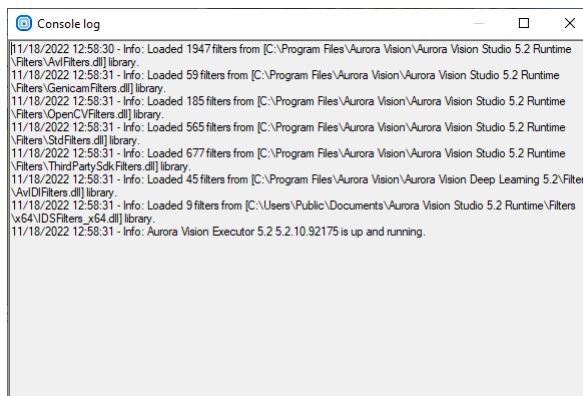 Console log
11/18/2022 12:58:30 - Info: Loaded 1947 filters from [C:\Program Files\Aurora Vision\Aurora Vision Studio 5.2 Runtime
\Filters\AvlFilters.dll] library.
11/18/2022 12:58:31 - Info: Loaded 59 filters from [C:\Program Files\Aurora Vision\Aurora Vision Studio 5.2 Runtime
\Filters\GenicamFilters.dll] library.
11/18/2022 12:58:31 - Info: Loaded 185 filters from [C:\Program Files\Aurora Vision\Aurora Vision Studio 5.2 Runtime
\Filters\OpenCVFilters.dll] library.
11/18/2022 12:58:31 - Info: Loaded 565 filters from [C:\Program Files\Aurora Vision\Aurora Vision Studio 5.2 Runtime
\Filters\StdFilters.dll] library.
11/18/2022 12:58:31 - Info: Loaded 677 filters from [C:\Program Files\Aurora Vision\Aurora Vision Studio 5.2 Runtime
\Filters\ThirdPartySdkFilters.dll] library.
11/18/2022 12:58:31 - Info: Loaded 45 filters from [C:\Program Files\Aurora Vision\Aurora Vision Deep Learning 5.2\Filter
\AvlDlFilters.dll] library.
11/18/2022 12:58:31 - Info: Loaded 9 filters from [C:\Users\Public\Documents\Aurora Vision Studio 5.2 Runtime\Filters
\x64\IDSFilters_x64.dll] library.
11/18/2022 12:58:31 - Info: Aurora Vision Executor 5.2 5.2.10.92175 is up and running.